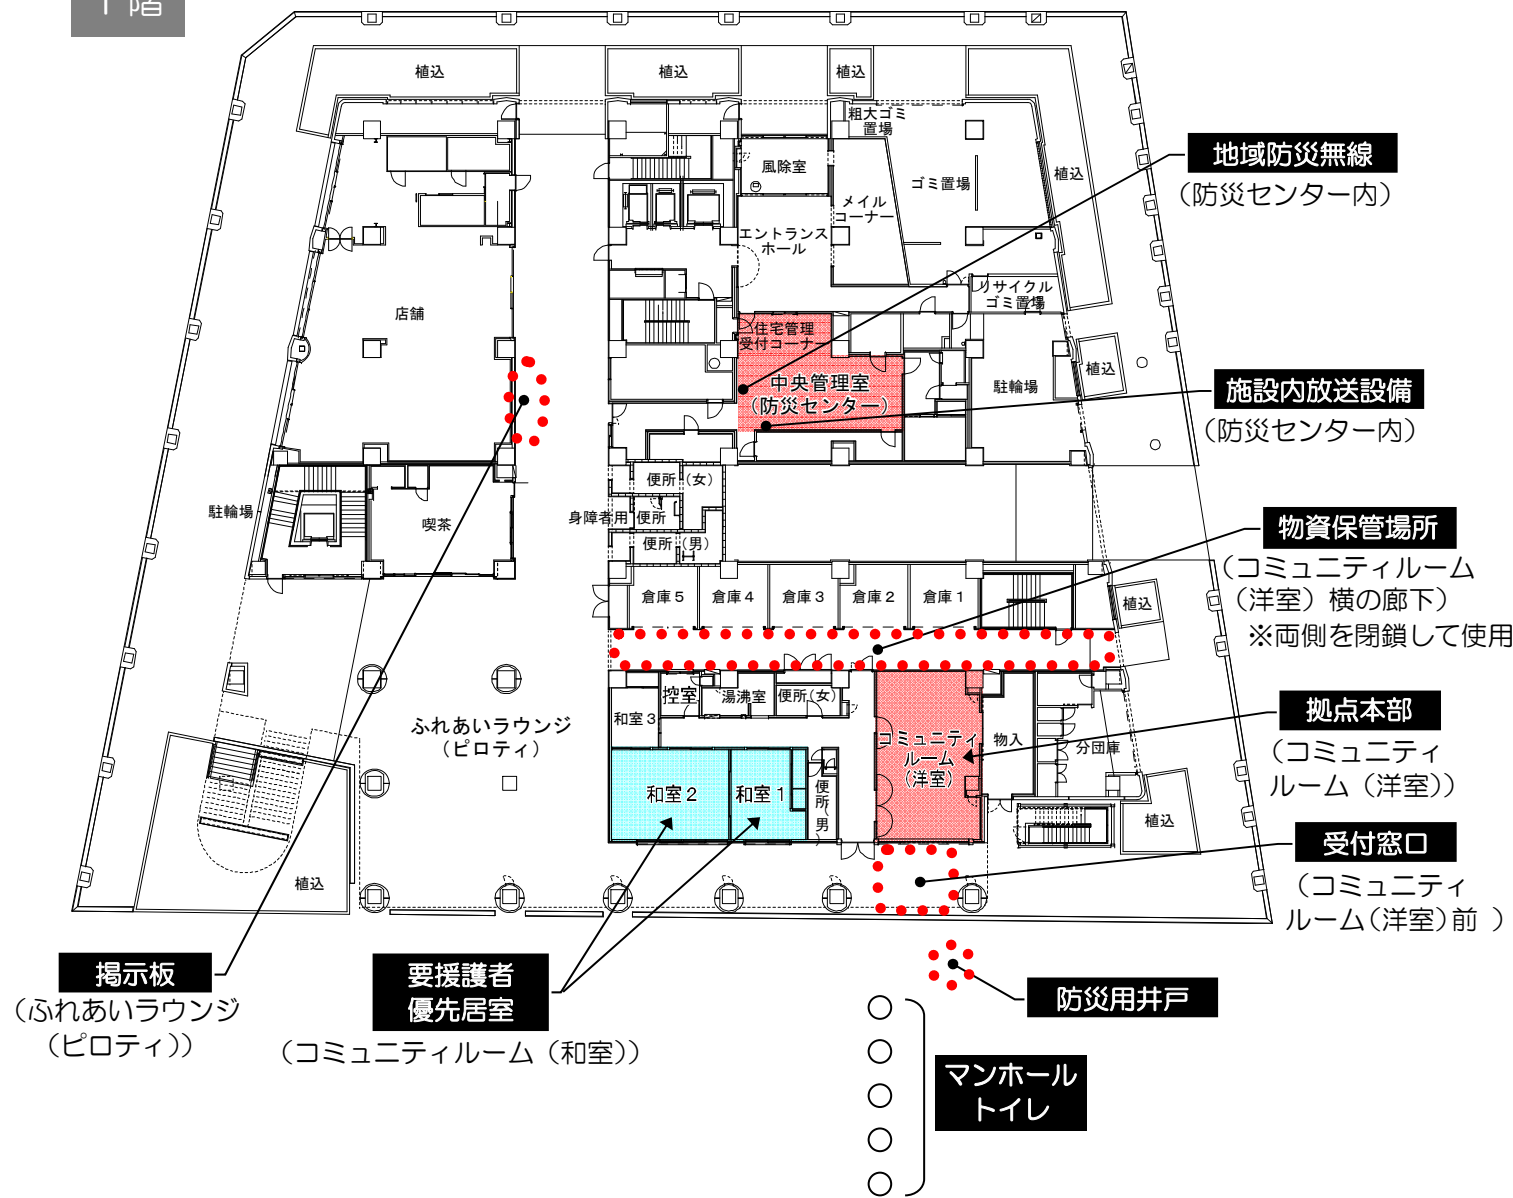 1階
植込
植込
植込
粗大ゴミ
置場
風除室
ゴミ置場
植込
メイル
コーナー
エントランス
ホール
リサイクル
ゴミ置場
店舗
住宅管理
受付コーナー
植込
中央管理室
(防災センター)
駐輪場
地域防災無線
(防災センター内)
施設内放送設備
(防災センター内)
便所(女)
駐輪場
喫茶
身障者用 便所
便所(男)
物資保管場所
(コミュニティルーム
(洋室)横の廊下)
※両側を閉鎖して使用
倉庫5
倉庫4
倉庫3
倉庫2
倉庫1
植込
控室
湯沸室
便所(女)
和室3
ふれあいラウンジ
(ピロティ)
コミュニティ
ルーム
(洋室)
物入
分団庫
拠点本部
(コミュニティ
ルーム(洋室))
和室2
和室1
便所(男)
植込
植込
受付窓口
(コミュニティ
ルーム(洋室)前 )
掲示板
(ふれあいラウンジ
(ピロティ))
要援護者
優先居室
(コミュニティルーム(和室))
防災用井戸
マンホール
トイレ